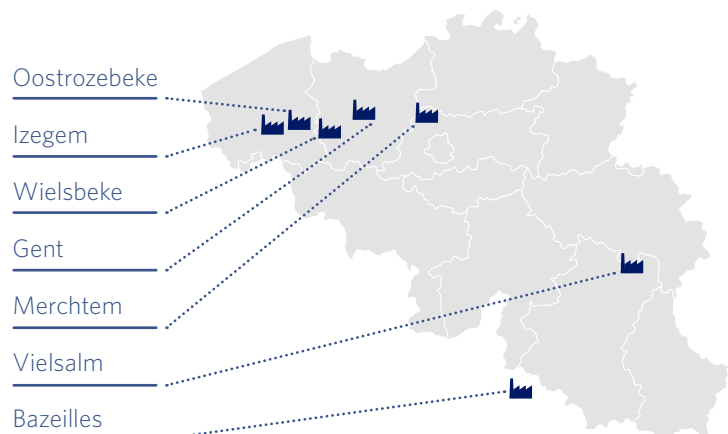 Oostrozebeke
Izegem
Wielsbeke
Gent
Merchtem
Vielsalm
Bazeilles